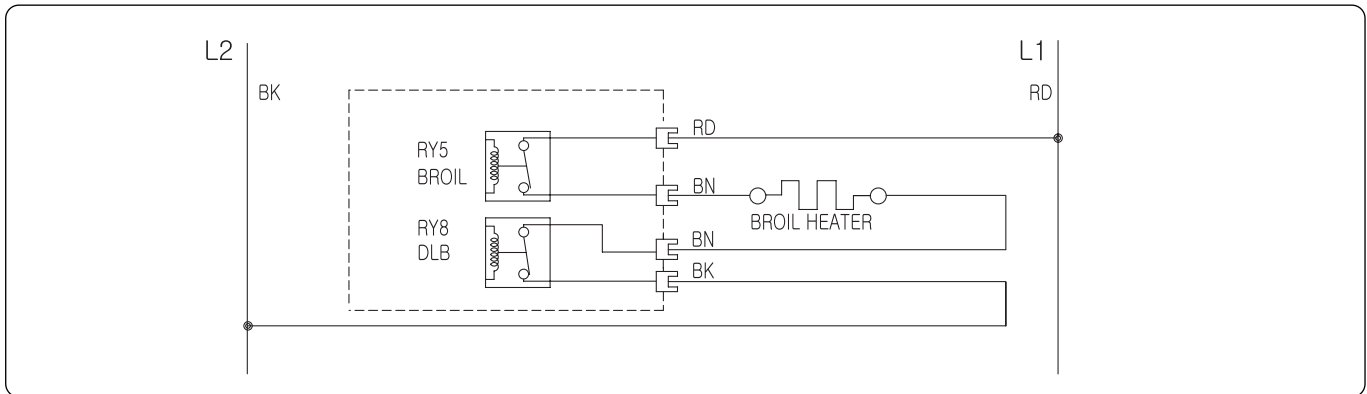 L2
L1
BK
RD
RY5
BROIL
RD
BN
BROIL HEATER
RY8
DLB
BN
BK